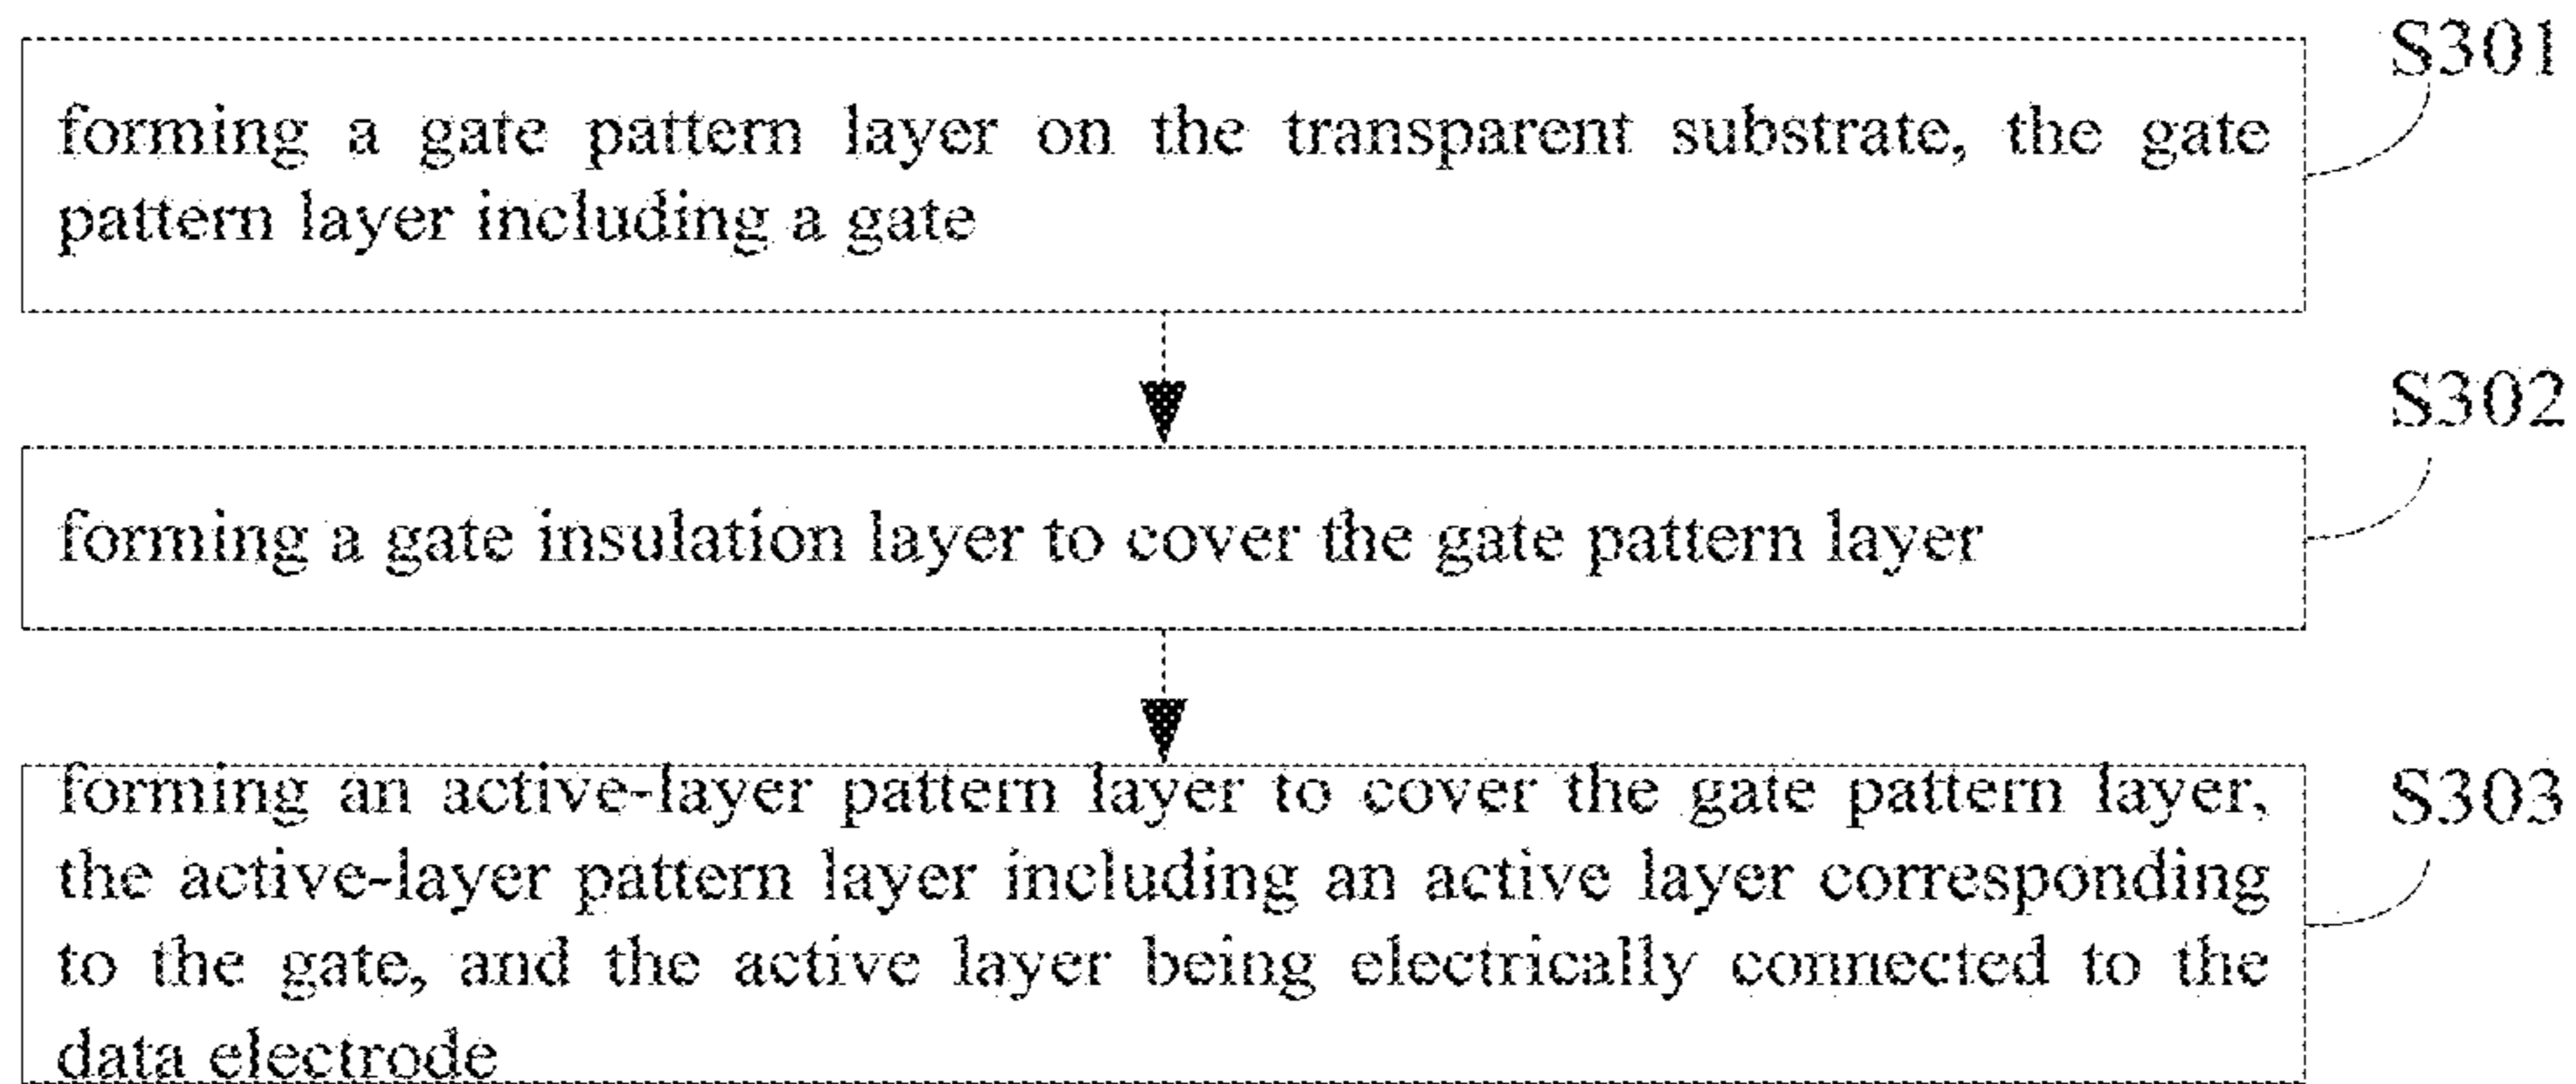 S301
forming a gate pattern layer on the transparent substrate, the gate
pattern layer including a gate
S302
forming a gate insulation layer to cover the gate pattern layer
S303
forming an active-layer pattern layer to cover the gate pattern layer,
the active-layer pattern layer including an active layer corresponding
to the gate, and the active layer being electrically connected to the
data electrode